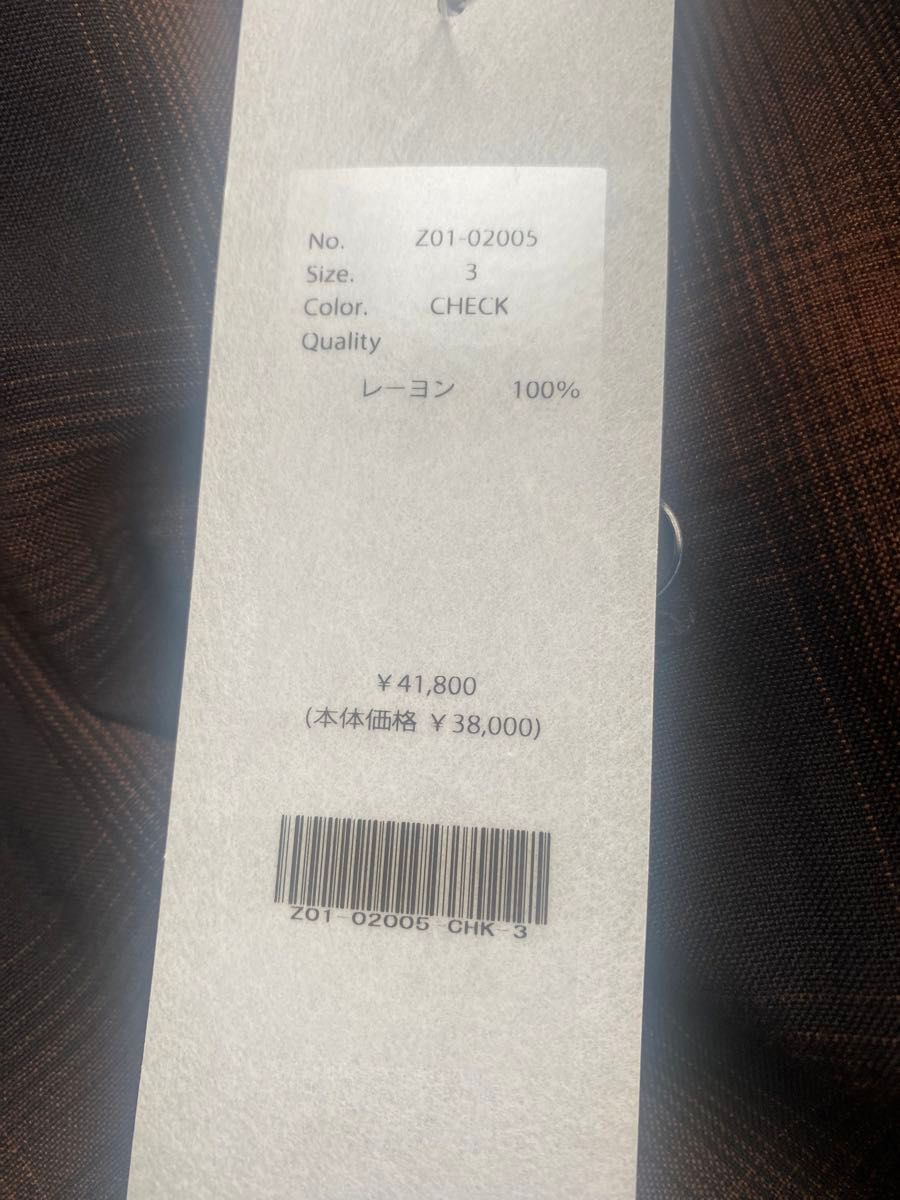 No. Z01-02005
Size. 3
Color. CHECK
Quality
レーヨン 100%
¥41,800
(本体価格 ¥38,000)
Z01-02005-CHK-3